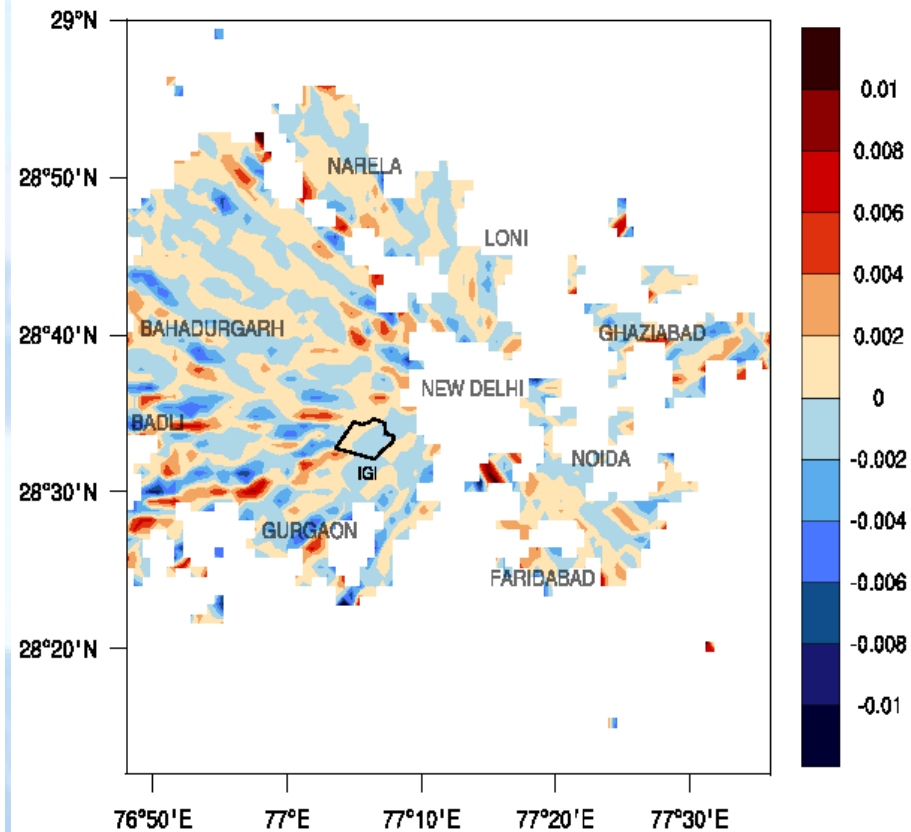 29°N
NARELA
28°50'N
LONI
BAHADURGARH
28°40'N
GHAZIABAD
NEW DELHI
BADLI
IGI
NOIDA
28°30'N
GURGAON
FARIDABAD
28°20'N
76°50'E 77°E 77°10'E 77°20'E 77°30'E
0.01
0.008
0.006
0.004
0.002
0
-0.002
-0.004
-0.006
-0.008
-0.01